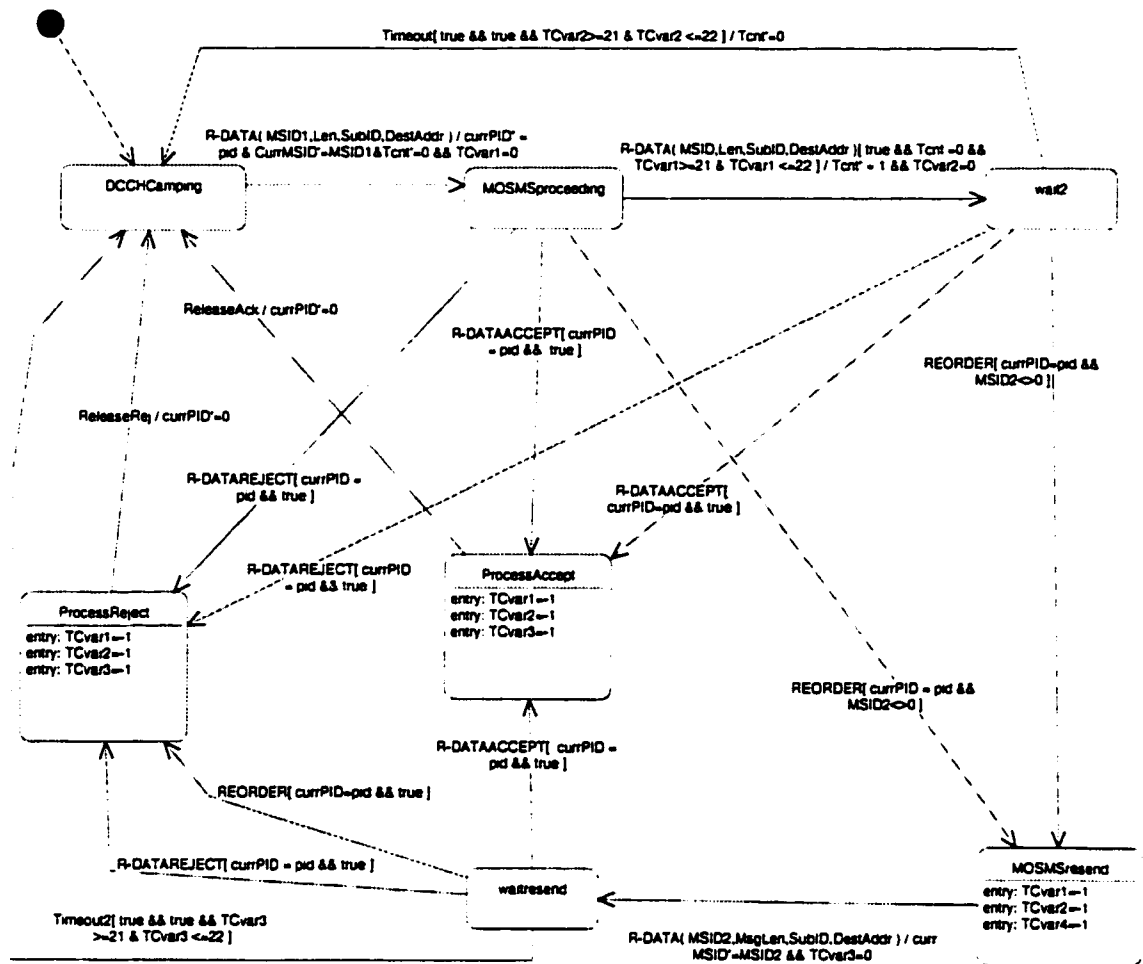 Timeout[ true && true && TCvar2>=21 & TCvar2 <=22 ] / Tcnt'=0
R-DATA( MSID1,Len,SubID,DestAddr ) / currPID' =
pid & CurrMSID'=MSID1&Tcnt'=0 && TCvar1=0
R-DATA( MSID,Len,SubID,DestAddr )[ true && Tcnt =0 &&
TCvar1>=21 & TCvar1 <=22 ] / Tcnt' = 1 && TCvar2=0
DCCHCamping
MOSMSproceeding
wait2
ReleaseAck / currPID'=0
R-DATAACCEPT[ currPID
= pid && true ]
REORDER[ currPID=pid &&
MSID2<>0 ]
ReleaseRej / currPID'=0
R-DATAREJECT[ currPID =
pid && true ]
R-DATAACCEPT[
currPID=pid && true ]
R-DATAREJECT[ currPID
= pid && true ]
ProcessAccept
entry: TCvar1=-1
entry: TCvar2=-1
entry: TCvar3=-1
ProcessReject
entry: TCvar1=-1
entry: TCvar2=-1
entry: TCvar3=-1
REORDER[ currPID = pid &&
MSID2<>0 ]
R-DATAACCEPT[ currPID =
pid && true ]
REORDER[ currPID=pid && true ]
R-DATAREJECT[ currPID = pid && true ]
waitresend
MOSMSresend
entry: TCvar1=-1
entry: TCvar2=-1
entry: TCvar4=-1
Timeout2[ true && true && TCvar3
>=21 & TCvar3 <=22 ]
R-DATA( MSID2,MsgLen,SubID,DestAddr ) / curr
MSID'=MSID2 && TCvar3=0